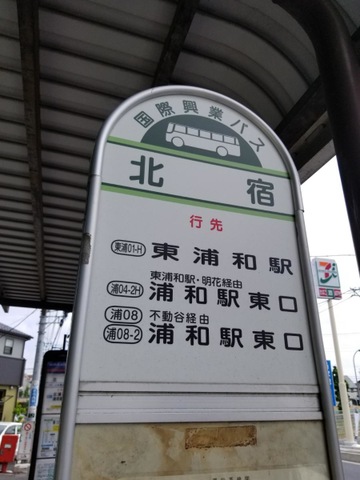 国際興業バス
北宿
行先
東浦01-H 東浦和駅
東浦和駅・明花経由
浦04-2H 浦和駅東口
浦08 不動谷経由
浦08-2 浦和駅東口